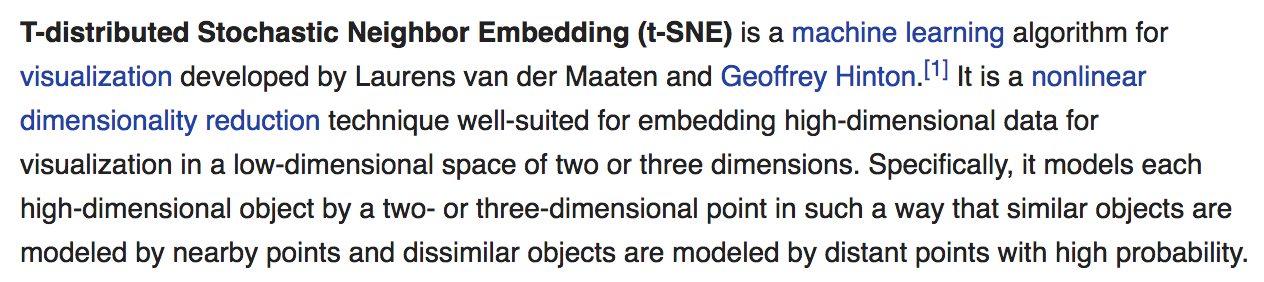 T-distributed Stochastic Neighbor Embedding (t-SNE) is a machine learning algorithm for
visualization developed by Laurens van der Maaten and Geoffrey Hinton.[1] It is a nonlinear
dimensionality reduction technique well-suited for embedding high-dimensional data for
visualization in a low-dimensional space of two or three dimensions. Specifically, it models each
high-dimensional object by a two- or three-dimensional point in such a way that similar objects are
modeled by nearby points and dissimilar objects are modeled by distant points with high probability.